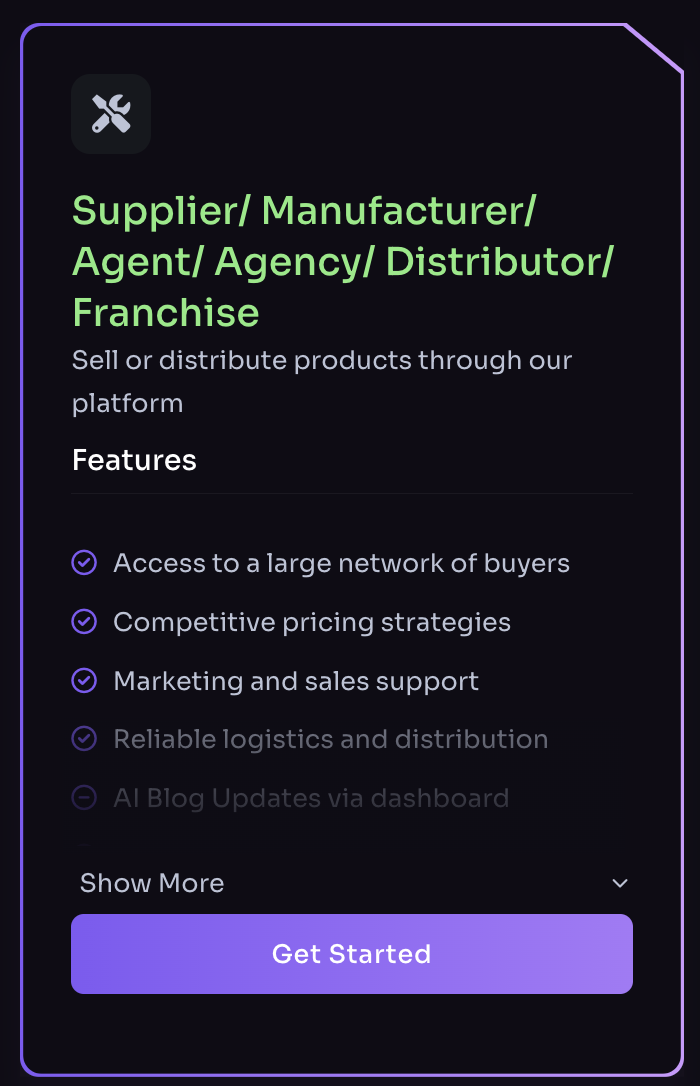 Supplier/ Manufacturer/
Agent/ Agency/ Distributor/
Franchise
Sell or distribute products through our
platform
Features
Access to a large network of buyers
Competitive pricing strategies
Marketing and sales support
Reliable logistics and distribution
AI Blog Updates via dashboard
Show More
Get Started